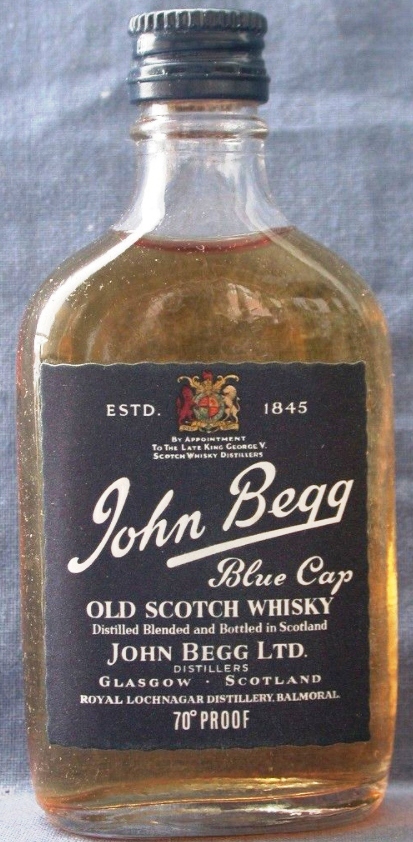 ESTD. 1845
BY APPOINTMENT
TO THE LATE KING GEORGE V.
SCOTCH WHISKY DISTILLERS
John Begg
Blue Cap
OLD SCOTCH WHISKY
Distilled Blended and Bottled in Scotland
JOHN BEGG LTD.
DISTILLERS
GLASGOW · SCOTLAND
ROYAL LOCHNAGAR DISTILLERY, BALMORAL.
70° PROOF